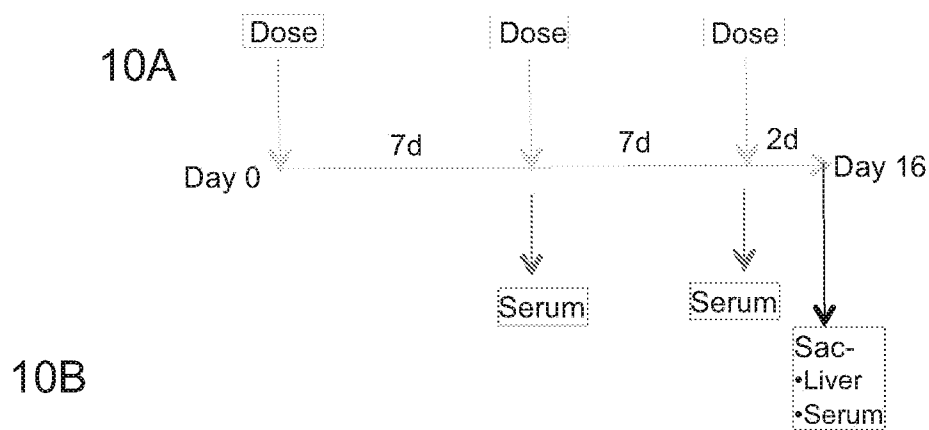 Dose Dose Dose
10A
7d 7d 2d
Day 0 Day 16
Serum Serum
Sac-
•Liver
•Serum
10B